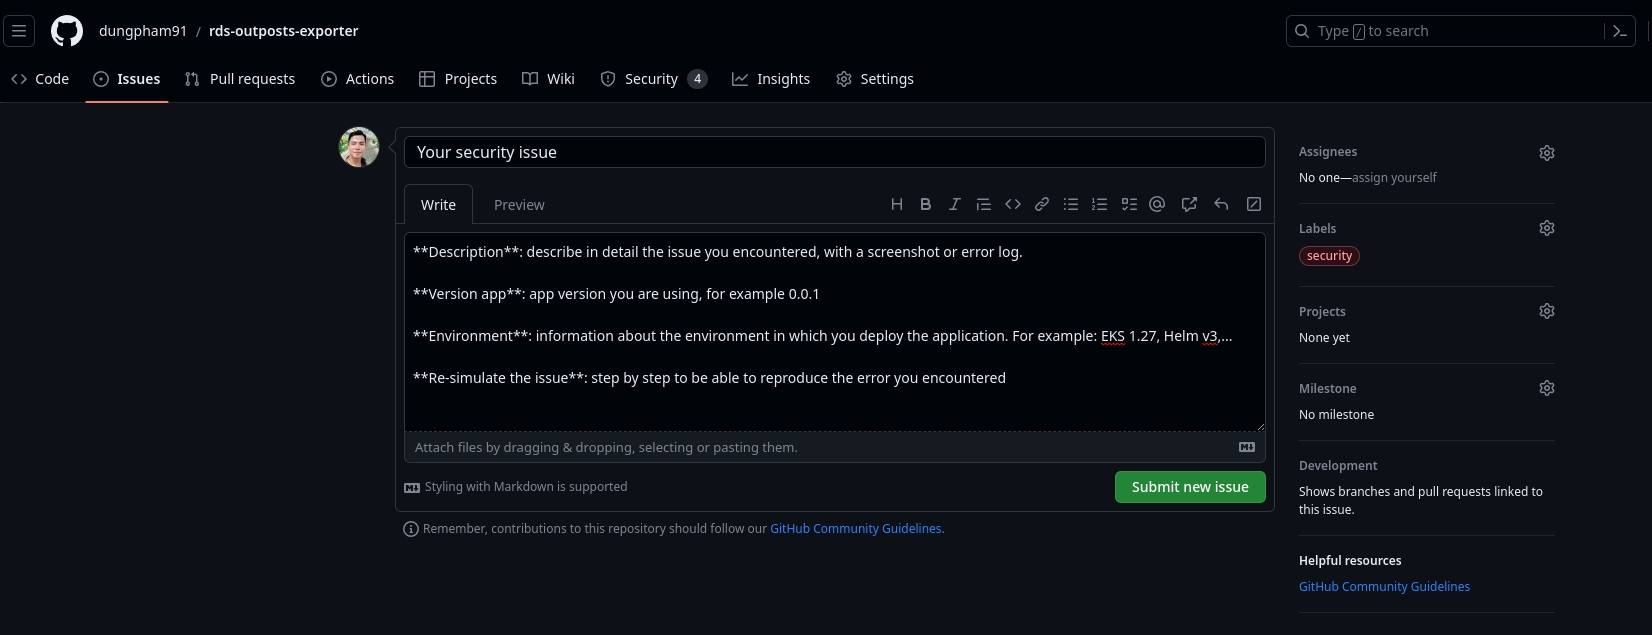 dungpham91 / rds-outposts-exporter
Type / to search
Code Issues Pull requests Actions Projects Wiki Security 4 Insights Settings
Your security issue
Write Preview
**Description**: describe in detail the issue you encountered, with a screenshot or error log.
**Version app**: app version you are using, for example 0.0.1
**Environment**: information about the environment in which you deploy the application. For example: EKS 1.27, Helm v3,...
**Re-simulate the issue**: step by step to be able to reproduce the error you encountered
Attach files by dragging & dropping, selecting or pasting them.
Styling with Markdown is supported
Submit new issue
Remember, contributions to this repository should follow our GitHub Community Guidelines.
Assignees
No one—assign yourself
Labels
security
Projects
None yet
Milestone
No milestone
Development
Shows branches and pull requests linked to
this issue.
Helpful resources
GitHub Community Guidelines